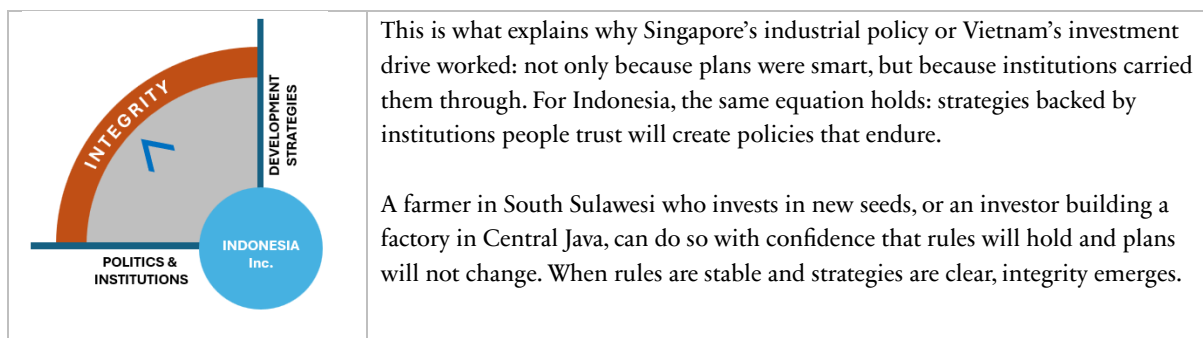 INTEGRITY
DEVELOPMENT
STRATEGIES
INDONESIA
Inc.
POLITICS &
INSTITUTIONS
This is what explains why Singapore’s industrial policy or Vietnam’s investment
drive worked: not only because plans were smart, but because institutions carried
them through. For Indonesia, the same equation holds: strategies backed by
institutions people trust will create policies that endure.
A farmer in South Sulawesi who invests in new seeds, or an investor building a
factory in Central Java, can do so with confidence that rules will hold and plans
will not change. When rules are stable and strategies are clear, integrity emerges.